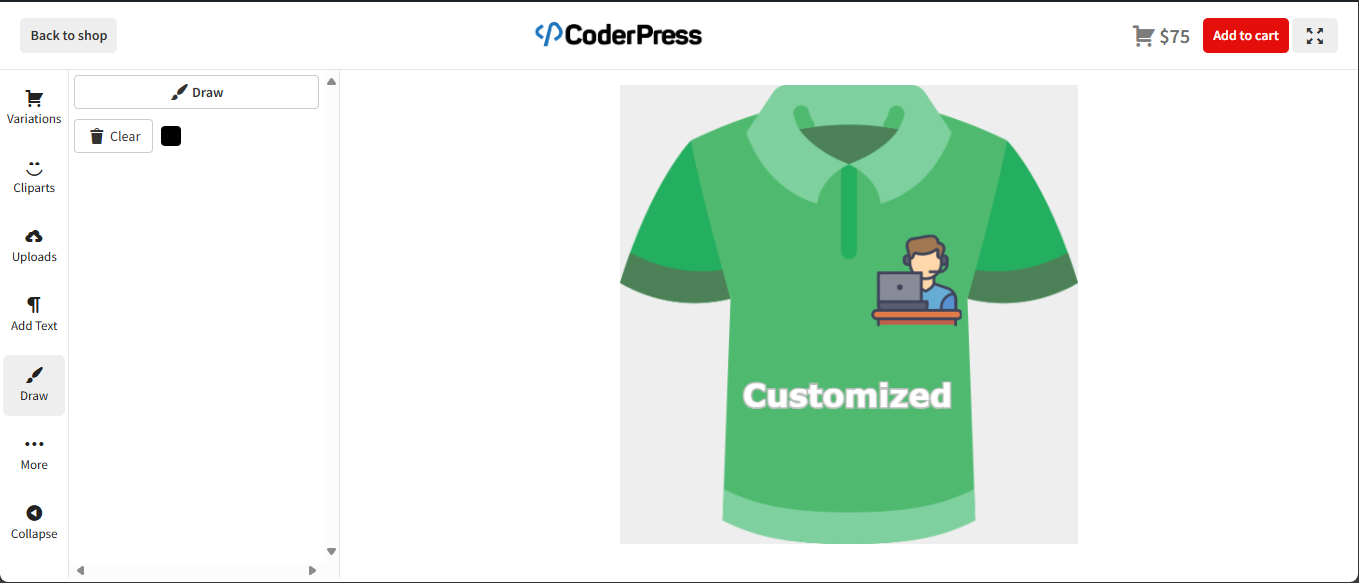 Back to shop
CoderPress
$75
Add to cart
Variations
Cliparts
Uploads
Add Text
Draw
More
Collapse
Draw
Clear
Customized